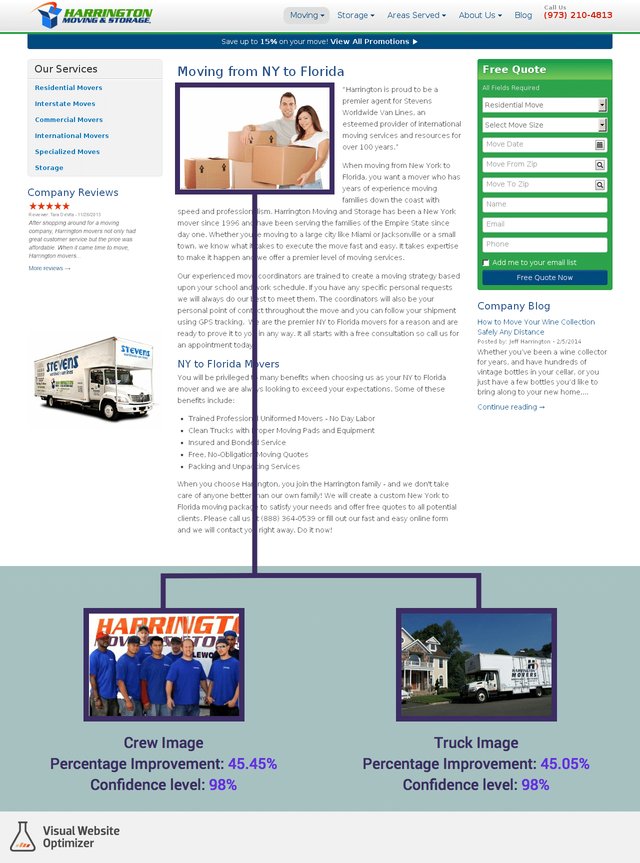 HARRINGTON
MOVING & STORAGE
Moving
Storage
Areas Served
About Us
Blog
Call Us
(973) 210-4813
Save up to 15% on your move! View All Promotions
Our Services
Residential Movers
Interstate Moves
Commercial Movers
International Movers
Specialized Moves
Storage
Company Reviews
After shopping around for a moving
company, Harrington movers not only had
great customer service but the price was
affordable. When it came time to move,
Harrington movers...
More reviews →
STEVENS
STEVENS
Moving from NY to Florida
"Harrington is proud to be a
premier agent for Stevens
Worldwide Van Lines, an
esteemed provider of international
moving services and resources for
over 100 years."
When moving from New York to
Florida, you want a mover who has
years of experience moving
families down the coast with
speed and professionalism. Harrington Moving and Storage has been a New York
mover since 1996 and have been serving the families of the Empire State since
day one. Whether you're moving to a large city like Miami or Jacksonville or a small
town, we know what it takes to execute the move fast and easy. It takes expertise
to make it happen and we offer a premier level of moving services.
Our experienced move coordinators are trained to create a moving strategy based
upon your school and work schedule. If you have any specific personal requests
we will always do our best to meet them. The coordinators will also be your
personal point of contact throughout the move and you can follow your shipment
using GPS tracking. We are the premier NY to Florida movers for a reason and are
ready to prove it to you in any way. It all starts with a free consultation so call us for
an appointment today
NY to Florida Movers
You will be privileged to many benefits when choosing us as your NY to Florida
mover and we are always looking to exceed your expectations. Some of these
benefits include:
• Trained Professional Uniformed Movers - No Day Labor
• Clean Trucks with Proper Moving Pads and Equipment
• Insured and Bonded Service
• Free, No-Obligation Moving Quotes
• Packing and Unpacking Services
When you choose Harrington, you join the Harrington family - and we don't take
care of anyone better than our own family! We will create a custom New York to
Florida moving package to satisfy your needs and offer free quotes to all potential
clients. Please call us at (888) 364-0539 or fill out our fast and easy online form
and we will contact you right away. Do it now!
Free Quote
All Fields Required
Residential Move
Select Move Size
Move Date
Move From Zip
Move To Zip
Name
Email
Phone
Add me to your email list
Free Quote Now
Company Blog
How to Move Your Wine Collection
Safely Any Distance
Posted by: Jeff Harrington - 2/5/2014
Whether you've been a wine collector
for years, and have hundreds of
vintage bottles in your cellar, or you
just have a few bottles you'd like to
bring along to your new home....
Continue reading →
HARRINGTON
MOVING & STORAGE
HARRINGTON
MOVERS
Crew Image
Percentage Improvement: 45.45%
Confidence level: 98%
Truck Image
Percentage Improvement: 45.05%
Confidence level: 98%
Visual Website
Optimizer